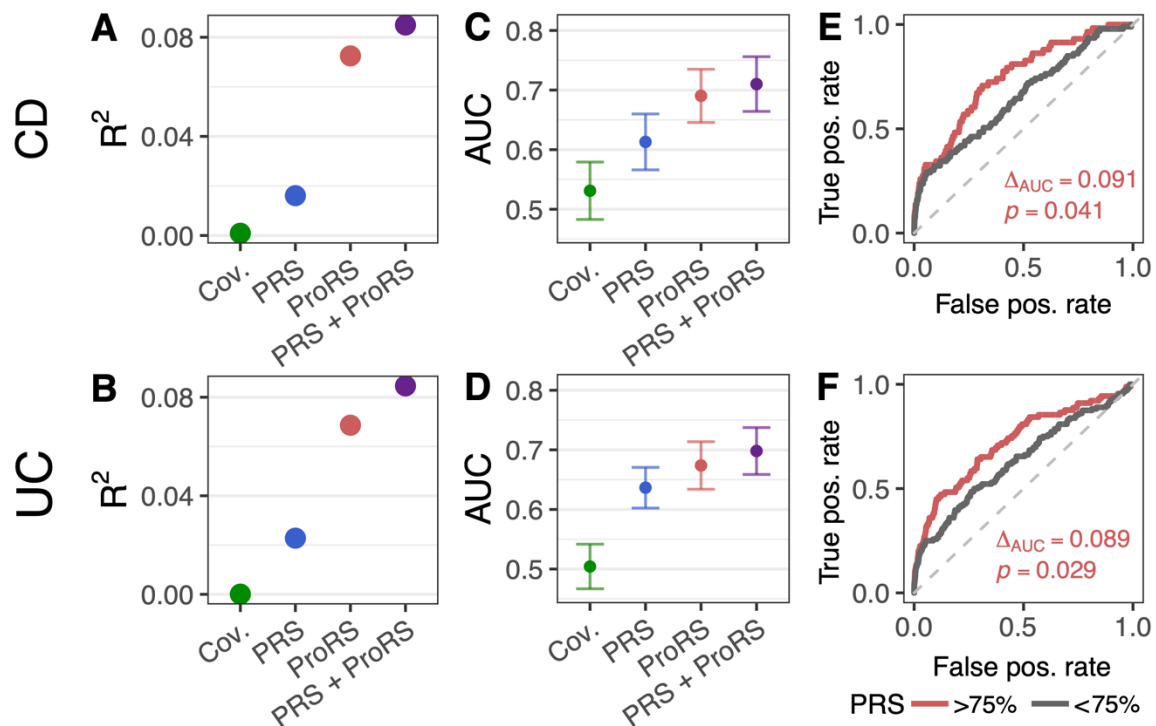 CD
A
R²
0.08
0.04
0.00
Cov.
PRS
ProRS
PRS + ProRS
C
AUC
0.8
0.7
0.6
0.5
Cov.
PRS
ProRS
PRS + ProRS
E
True pos. rate
1.0
0.5
0.0
Δ_AUC = 0.091
p = 0.041
0.0 0.5 1.0
False pos. rate
UC
B
R²
0.08
0.04
0.00
Cov.
PRS
ProRS
PRS + ProRS
D
AUC
0.8
0.7
0.6
0.5
Cov.
PRS
ProRS
PRS + ProRS
F
True pos. rate
1.0
0.5
0.0
Δ_AUC = 0.089
p = 0.029
0.0 0.5 1.0
False pos. rate
PRS >75% <75%